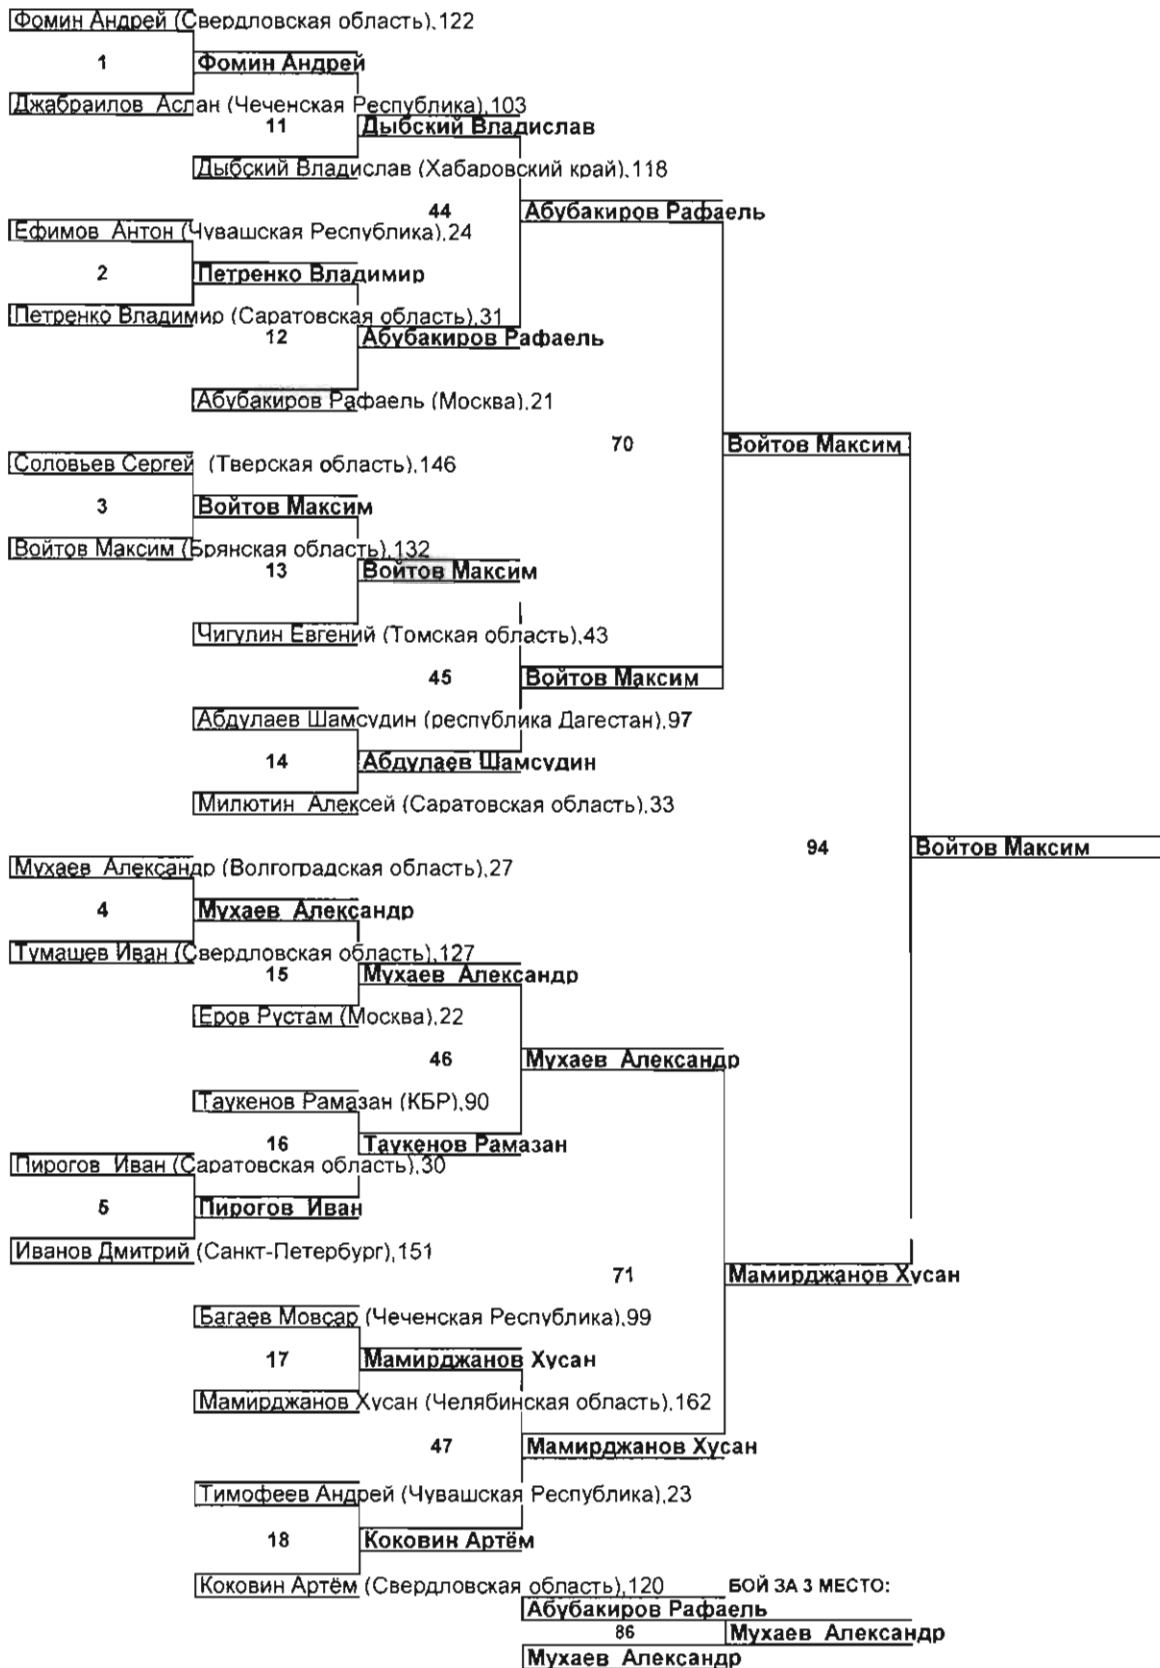 Фомин Андрей (Свердловская область),122
1 Фомин Андрей
Джабраилов Аслан (Чеченская Республика),103
11 Дыбский Владислав
Дыбский Владислав (Хабаровский край),118
44 Абубакиров Рафаель
Ефимов Антон (Чувашская Республика),24
2 Петренко Владимир
Петренко Владимир (Саратовская область),31
12 Абубакиров Рафаель
Абубакиров Рафаель (Москва),21
70 Войтов Максим
Соловьев Сергей (Тверская область),146
3 Войтов Максим
Войтов Максим (Брянская область),132
13 Войтов Максим
Чигулин Евгений (Томская область),43
45 Войтов Максим
Абдулаев Шамсудин (республика Дагестан),97
14 Абдулаев Шамсудин
Милютин Алексей (Саратовская область),33
94 Войтов Максим
Мухаев Александр (Волгоградская область),27
4 Мухаев Александр
Тумашев Иван (Свердловская область),127
15 Мухаев Александр
Еров Рустам (Москва),22
46 Мухаев Александр
Таукенов Рамазан (КБР),90
16 Таукенов Рамазан
Пирогов Иван (Саратовская область),30
5 Пирогов Иван
Иванов Дмитрий (Санкт-Петербург),151
71 Мамирджанов Хусан
Багаев Мовсар (Чеченская Республика),99
17 Мамирджанов Хусан
Мамирджанов Хусан (Челябинская область),162
47 Мамирджанов Хусан
Тимофеев Андрей (Чувашская Республика),23
18 Коковин Артём
Коковин Артём (Свердловская область),120
БОЙ ЗА 3 МЕСТО:
Абубакиров Рафаель
86 Мухаев Александр
Мухаев Александр